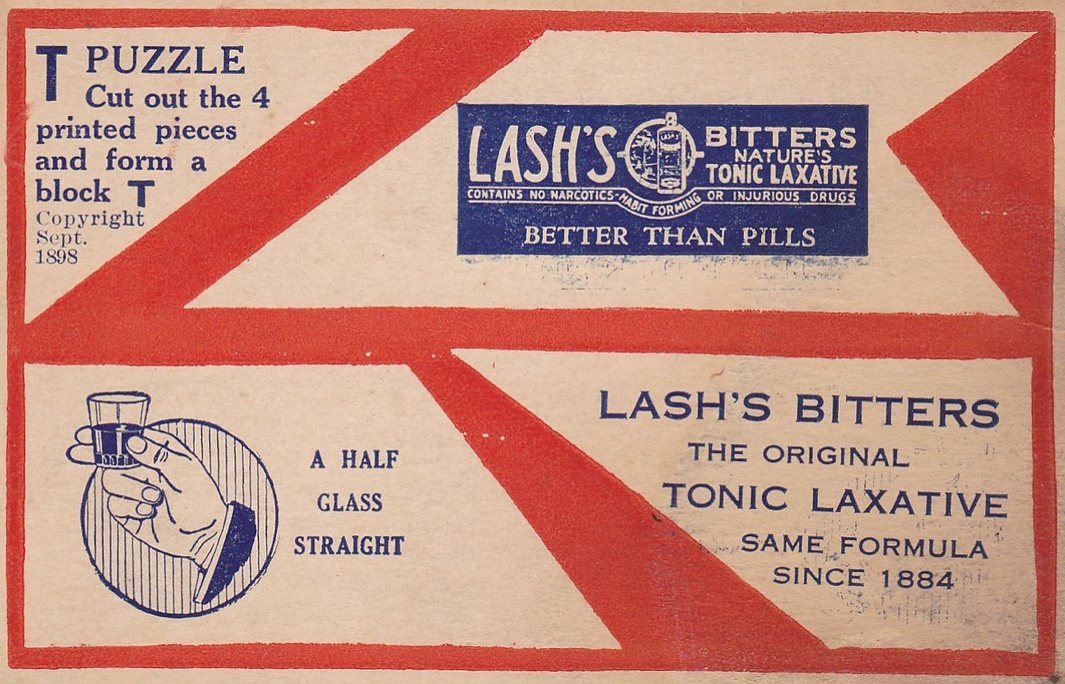 T PUZZLE
Cut out the 4
printed pieces
and form a
block T
Copyright
Sept.
1898
LASH'S BITTERS
NATURE'S
TONIC LAXATIVE
CONTAINS NO NARCOTICS-HABIT FORMING OR INJURIOUS DRUGS
BETTER THAN PILLS
A HALF
GLASS
STRAIGHT
LASH'S BITTERS
THE ORIGINAL
TONIC LAXATIVE
SAME FORMULA
SINCE 1884